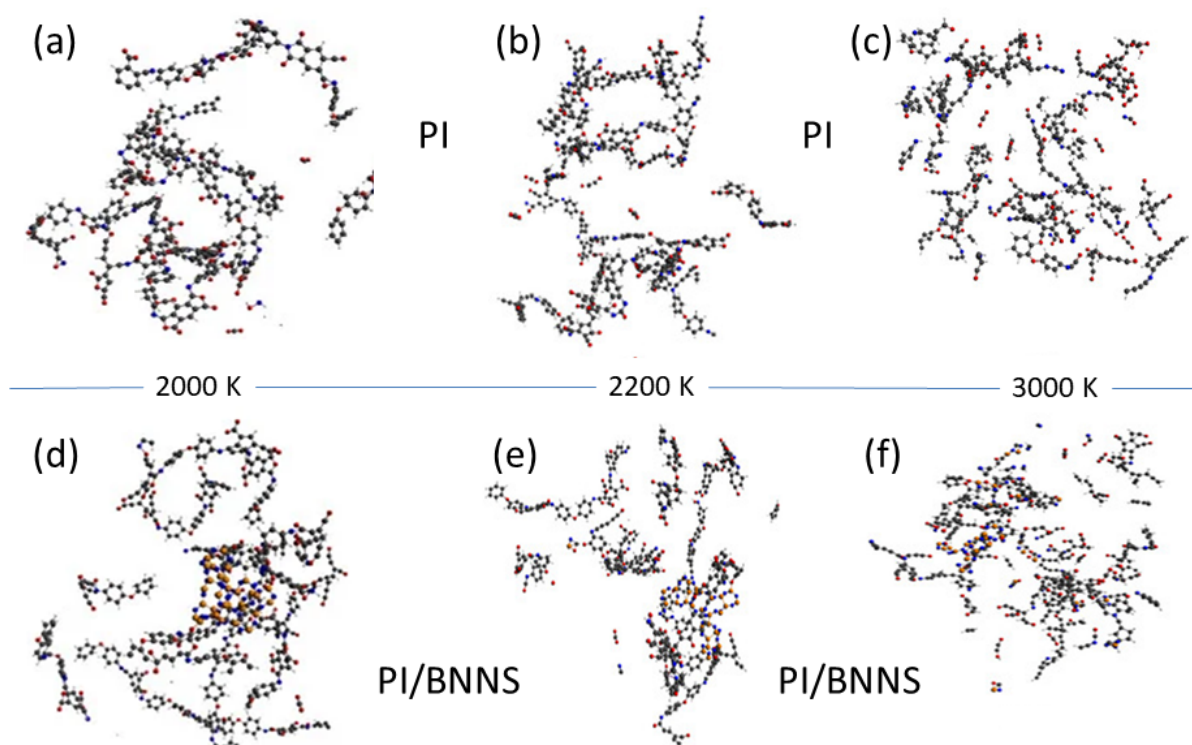 (a) (b) (c)
PI PI
2000 K 2200 K 3000 K
(d) (e) (f)
PI/BNNS PI/BNNS